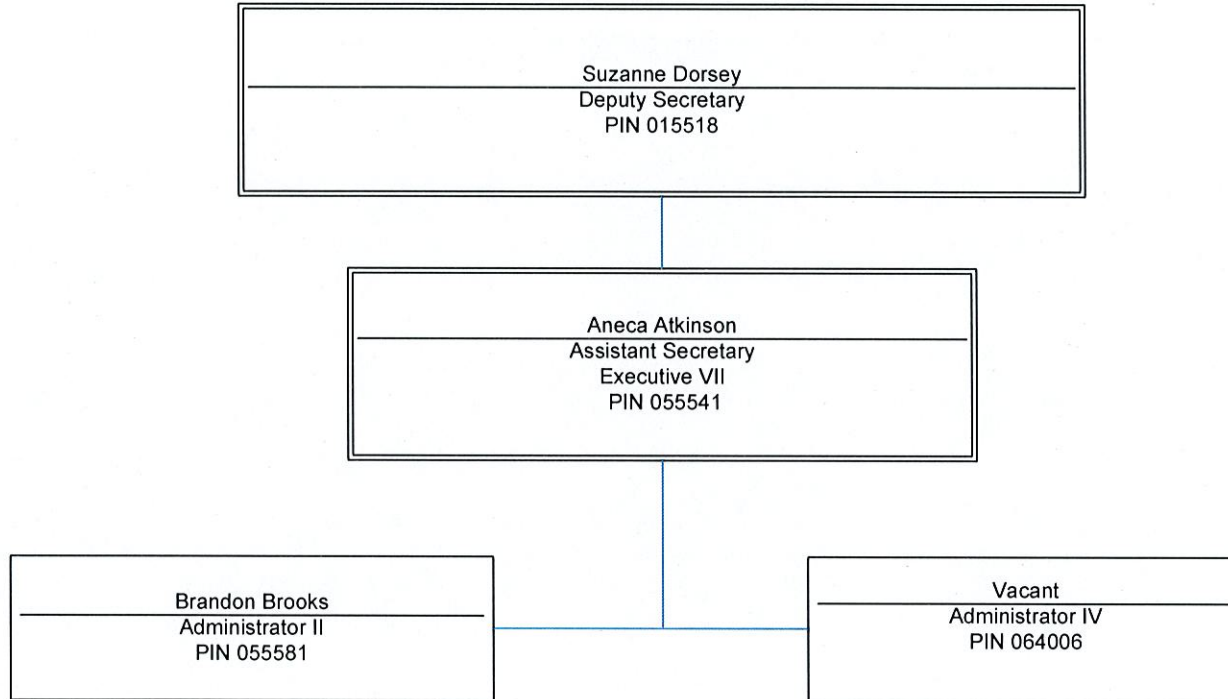 Suzanne Dorsey
Deputy Secretary
PIN 015518
Aneca Atkinson
Assistant Secretary
Executive VII
PIN 055541
Brandon Brooks
Administrator II
PIN 055581
Vacant
Administrator IV
PIN 064006